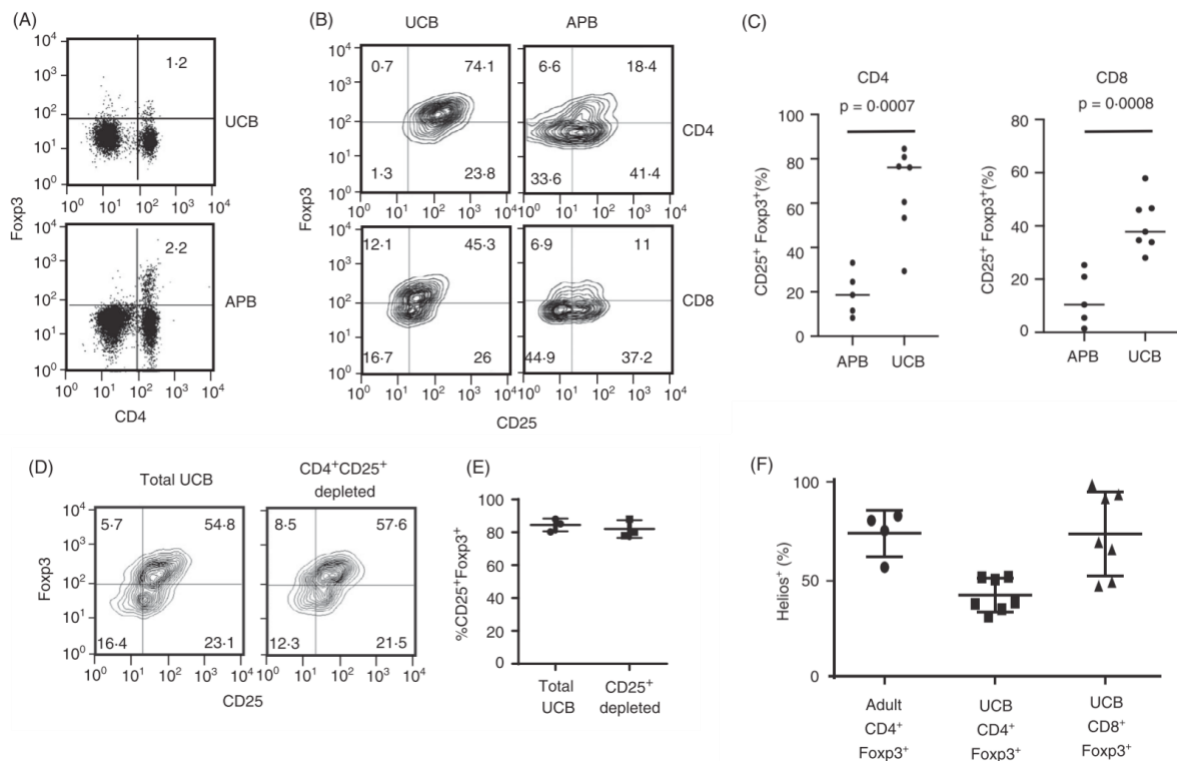 (A)
10⁴
10³
10²
10¹
10⁰
1·2
UCB
10⁴
10³
10²
10¹
10⁰
2·2
APB
10⁰ 10¹ 10² 10³ 10⁴
Foxp3
CD4
(B)
UCB APB
10⁴
10³
10²
10¹
10⁰
0·7 74·1
1·3 23·8
6·6 18·4
33·6 41·4
CD4
10⁰ 10¹ 10² 10³ 10⁴
10⁰ 10¹ 10² 10³ 10⁴
10⁴
10³
10²
10¹
10⁰
12·1 45·3
16·7 26
6·9 11
44·9 37·2
CD8
10⁰ 10¹ 10² 10³ 10⁴
10⁰ 10¹ 10² 10³ 10⁴
Foxp3
CD25
(C)
CD4
p = 0·0007
100
80
60
40
20
0
CD25⁺ Foxp3⁺(%)
APB UCB
CD8
p = 0·0008
80
60
40
20
0
CD25⁺ Foxp3⁺(%)
APB UCB
(D)
Total UCB
CD4⁺CD25⁺
depleted
10⁴
10³
10²
10¹
10⁰
Foxp3
5·7 54·8
16·4 23·1
8·5 57·6
12·3 21·5
10⁰ 10¹ 10² 10³ 10⁴
10⁰ 10¹ 10² 10³ 10⁴
CD25
(E)
100
80
60
40
20
0
%CD25⁺Foxp3⁺
Total
UCB
CD25⁺
depleted
(F)
100
50
0
Helios⁺ (%)
Adult
CD4⁺
Foxp3⁺
UCB
CD4⁺
Foxp3⁺
UCB
CD8⁺
Foxp3⁺